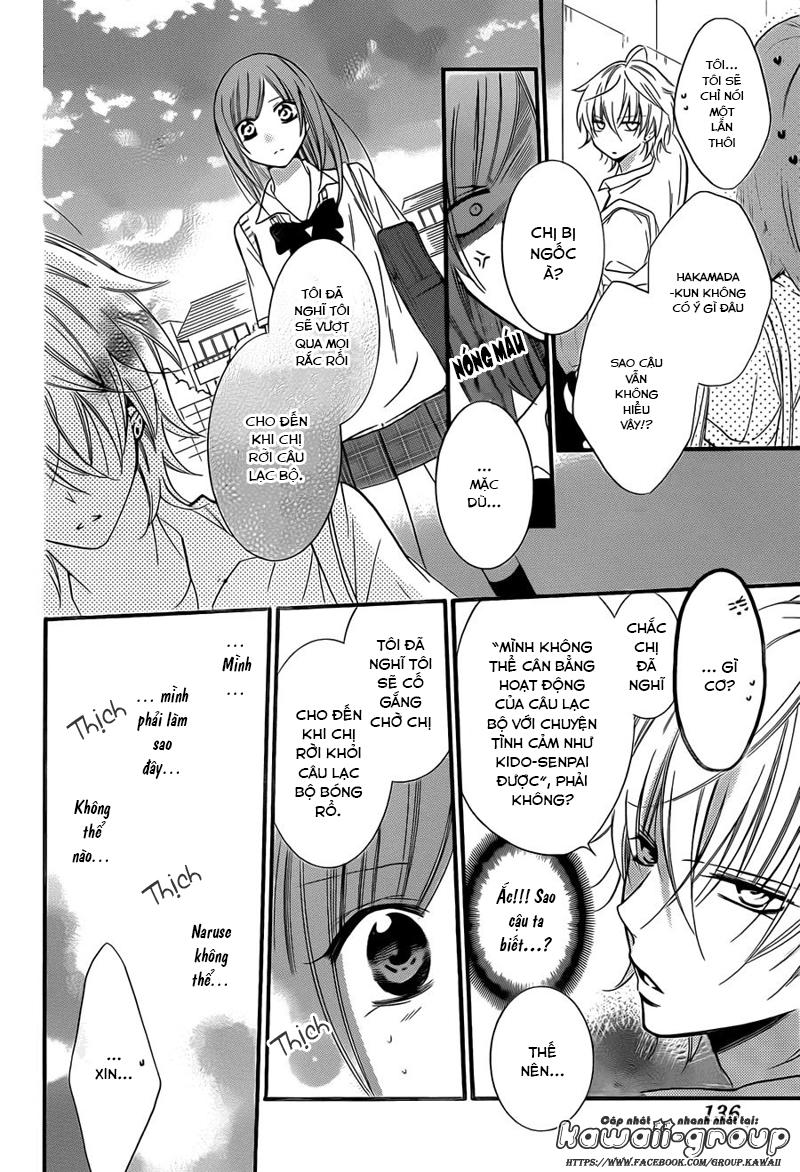 TÔI...
TÔI SẼ
CHỈ NÓI
MỘT
LẦN
THÔI
HAKAMADA
-KUN KHÔNG
CÓ Ý GÌ ĐÂU
SAO CẬU
VẪN
KHÔNG
HIỂU
VẬY!?
CHỊ BỊ
NGỐC
À?
NÓNG MÁU
...
MẶC
DÙ...
TÔI ĐÃ
NGHĨ TÔI
SẼ VƯỢT
QUA MỌI
RẮC RỐI
CHO ĐẾN
KHI CHỊ
RỜI CÂU
LẠC BỘ.
... GÌ
CƠ?
CHẮC
CHỊ ĐÃ
NGHĨ
"MÌNH KHÔNG
THỂ CÂN BẰNG
HOẠT ĐỘNG
CỦA CÂU LẠC
BỘ VỚI CHUYỆN
TÌNH CẢM NHƯ
KIDO-SENPAI
ĐƯỢC", PHẢI
KHÔNG?
Ắc!!! Sao
cậu ta
biết...?
THẾ
NÊN...
TÔI ĐÃ
NGHĨ TÔI
SẼ CỐ
GẮNG
CHỜ CHỊ
CHO ĐẾN
KHI CHỊ
RỜI KHỎI
CÂU LẠC
BỘ BÓNG
RỔ.
Thịch
...
Mình
...
... mình
phải làm
sao
đây...
Thịch
Không
thể
nào...
Thịch
Naruse
không
thể...
...
XIN...
136
Cập nhật nhanh nhất tại:
kawaii-group
HTTPS://WWW.FACEBOOK.COM/GROUP.KAWAII